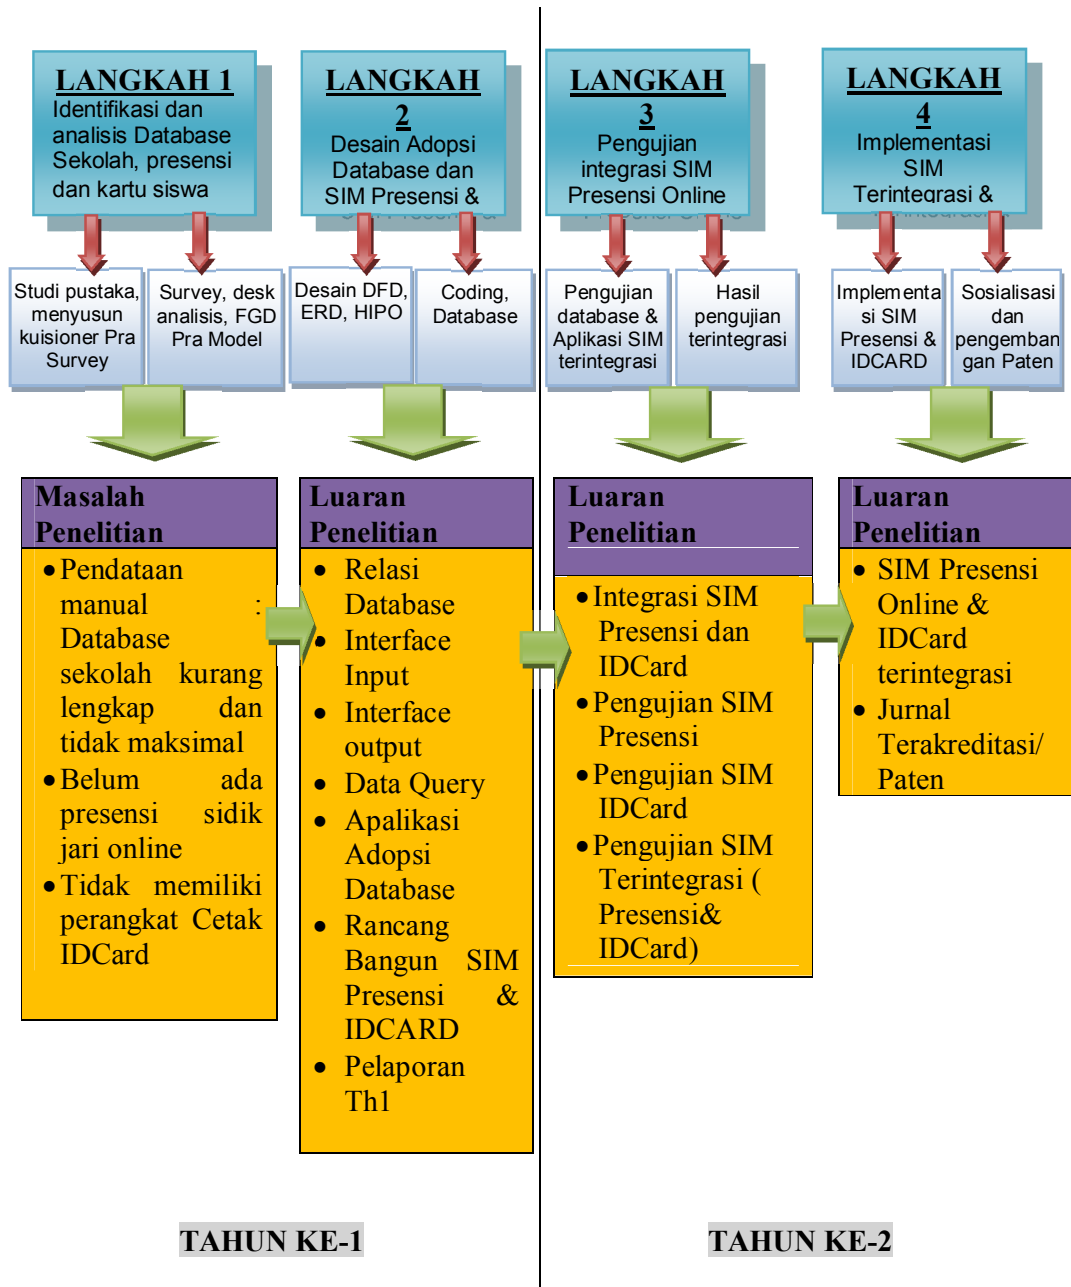 LANGKAH 1
Identifikasi dan
analisis Database
Sekolah, presensi
dan kartu siswa
LANGKAH
2
Desain Adopsi
Database dan
SIM Presensi &
LANGKAH
3
Pengujian
integrasi SIM
Presensi Online
LANGKAH
4
Implementasi
SIM
Terintegrasi &
Studi pustaka,
menyusun
kuisioner Pra
Survey
Survey, desk
analisis, FGD
Pra Model
Desain DFD,
ERD, HIPO
Coding,
Database
Pengujian
database &
Aplikasi SIM
terintegrasi
Hasil
pengujian
terintegrasi
Implementa
si SIM
Presensi &
IDCARD
Sosialisasi
dan
pengemban
gan Paten
Masalah
Penelitian
• Pendataan
manual :
Database
sekolah kurang
lengkap dan
tidak maksimal
• Belum ada
presensi sidik
jari online
• Tidak memiliki
perangkat Cetak
IDCard
Luaran
Penelitian
• Relasi
Database
• Interface
Input
• Interface
output
• Data Query
• Apalikasi
Adopsi
Database
• Rancang
Bangun SIM
Presensi &
IDCARD
• Pelaporan
Th1
Luaran
Penelitian
• Integrasi SIM
Presensi dan
IDCard
• Pengujian SIM
Presensi
• Pengujian SIM
IDCard
• Pengujian SIM
Terintegrasi (
Presensi&
IDCard)
Luaran
Penelitian
• SIM Presensi
Online &
IDCard
terintegrasi
• Jurnal
Terakreditasi/
Paten
TAHUN KE-1
TAHUN KE-2